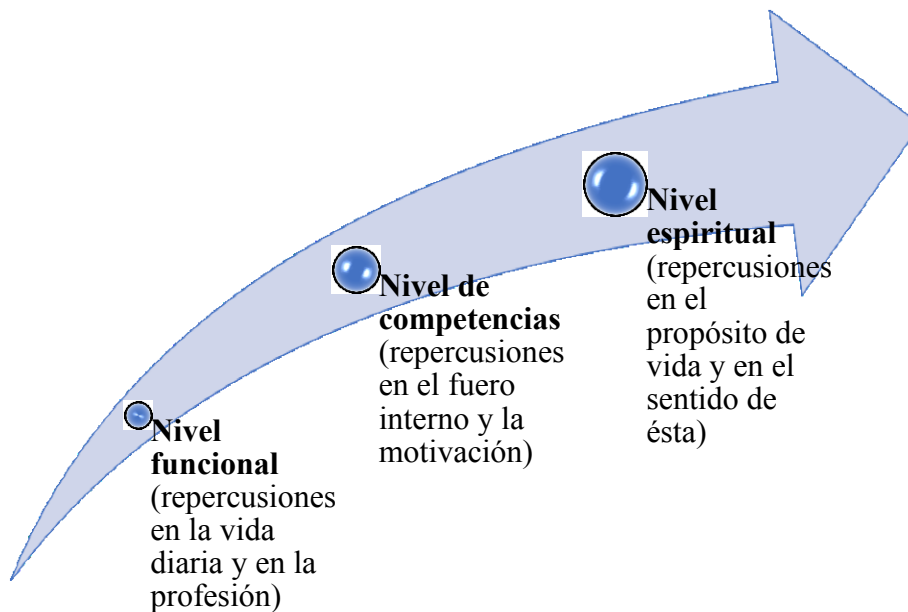 Nivel
funcional
(repercusiones
en la vida
diaria y en la
profesión)
Nivel de
competencias
(repercusiones
en el fuero
interno y la
motivación)
Nivel
espiritual
(repercusiones
en el
propósito de
vida y en el
sentido de
ésta)